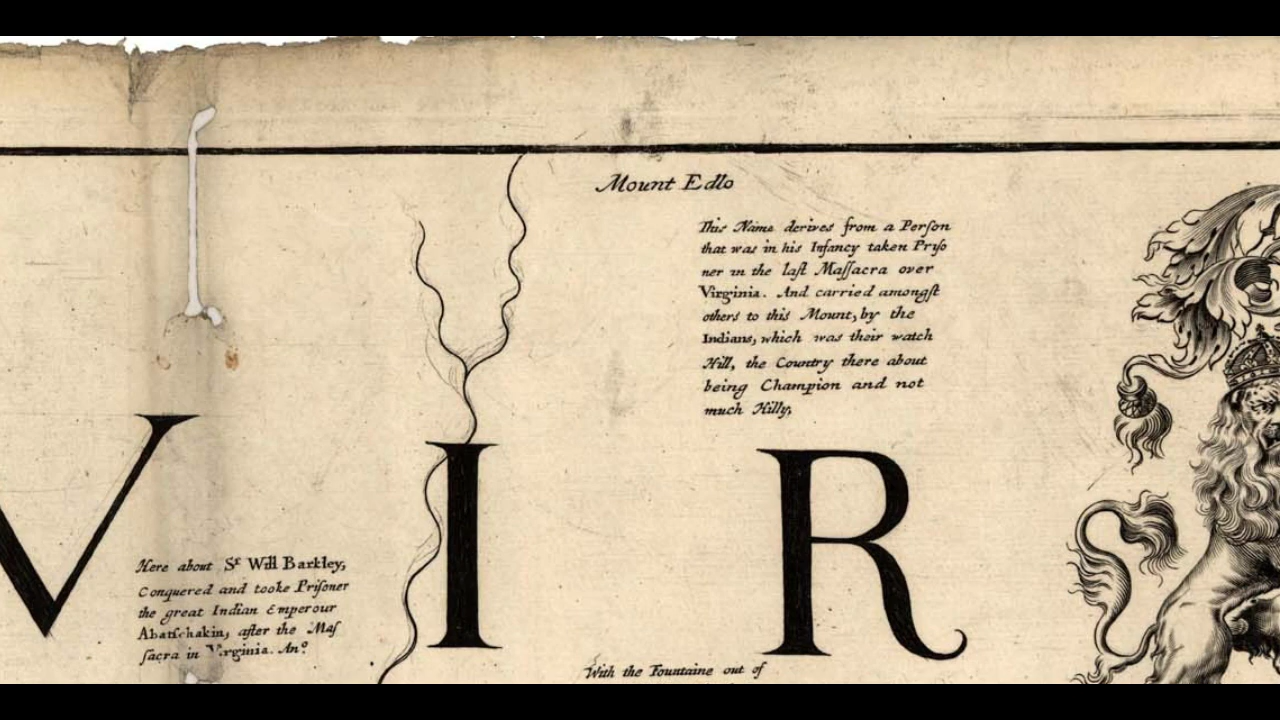 Mount Edlo
This Name derives from a Person
that was in his Infancy taken Priso
ner in the last Massacra over
Virginia. And carried amongst
others to this Mount, by the
Indians, which was their watch
Hill, the Country there about
being Champion and not
much Hilly,
V I R
Here about Sr Will Barkley,
Conquered and tooke Prisoner
the great Indian Emperour
Abatschakin, after the Mas
sacra in Virginia. Ano
With the Fountaine out of